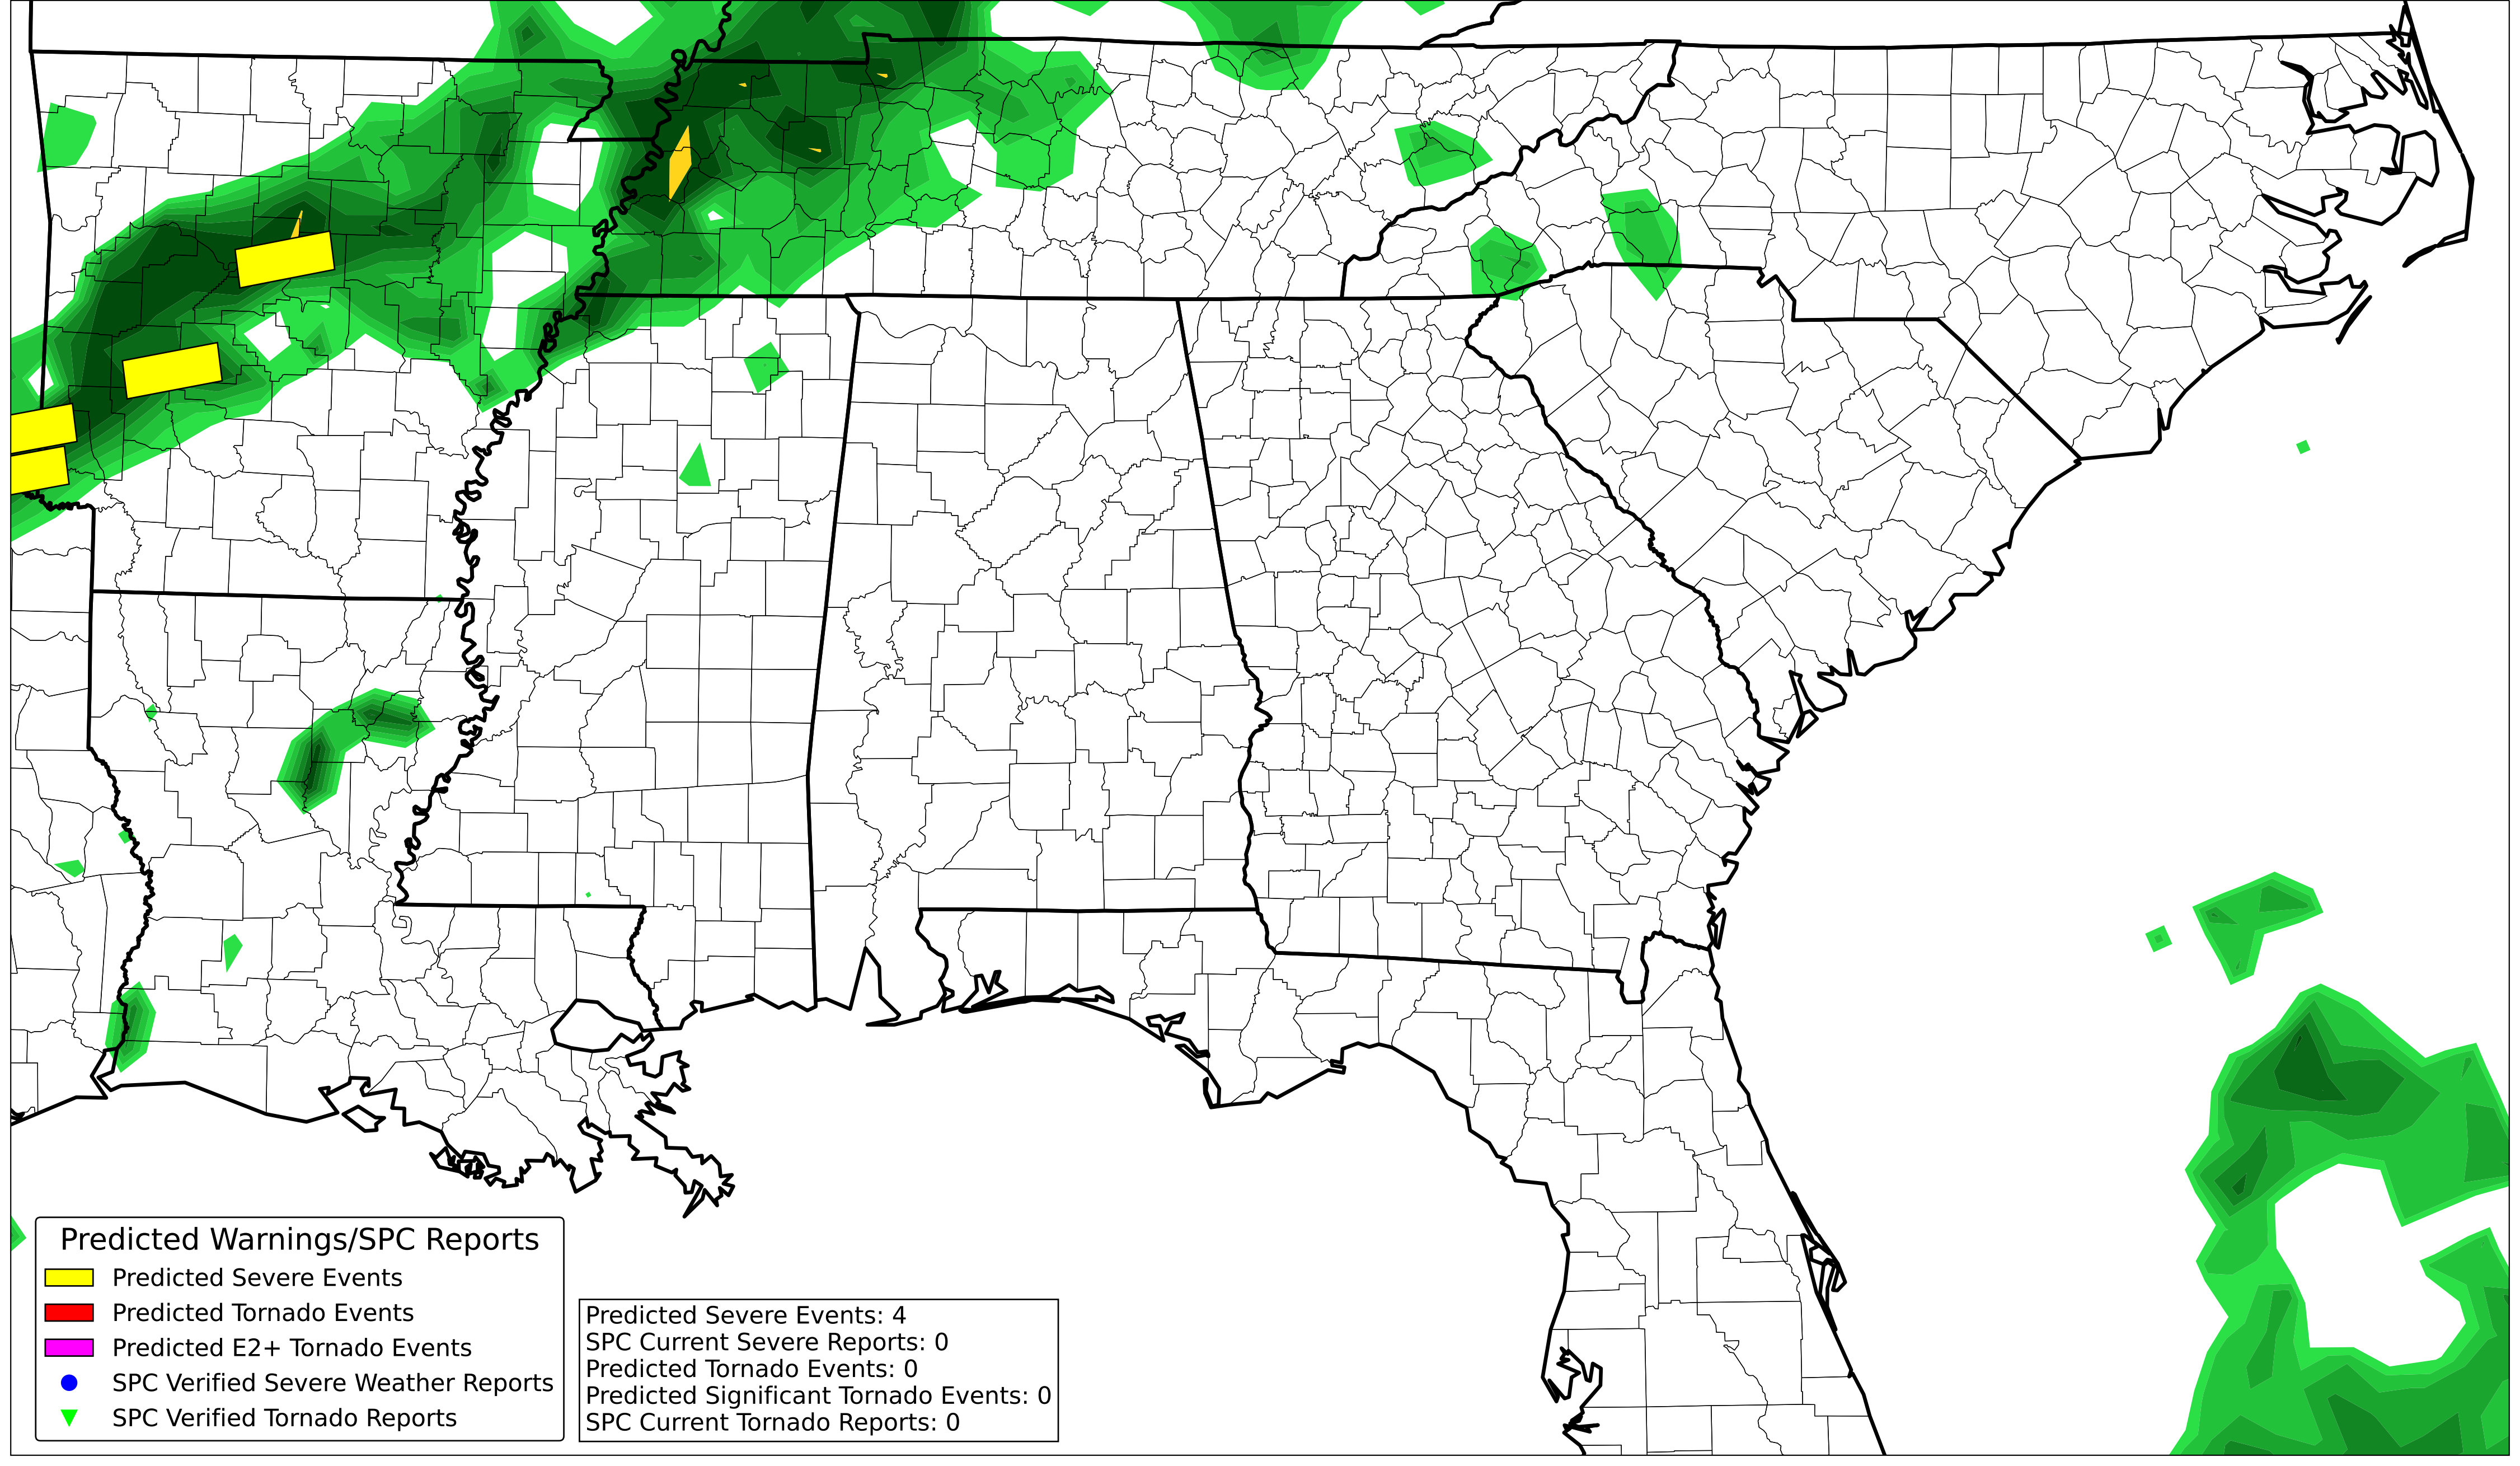 Predicted Warnings/SPC Reports
Predicted Severe Events
Predicted Tornado Events
Predicted E2+ Tornado Events
SPC Verified Severe Weather Reports
SPC Verified Tornado Reports
Predicted Severe Events: 4
SPC Current Severe Reports: 0
Predicted Tornado Events: 0
Predicted Significant Tornado Events: 0
SPC Current Tornado Reports: 0